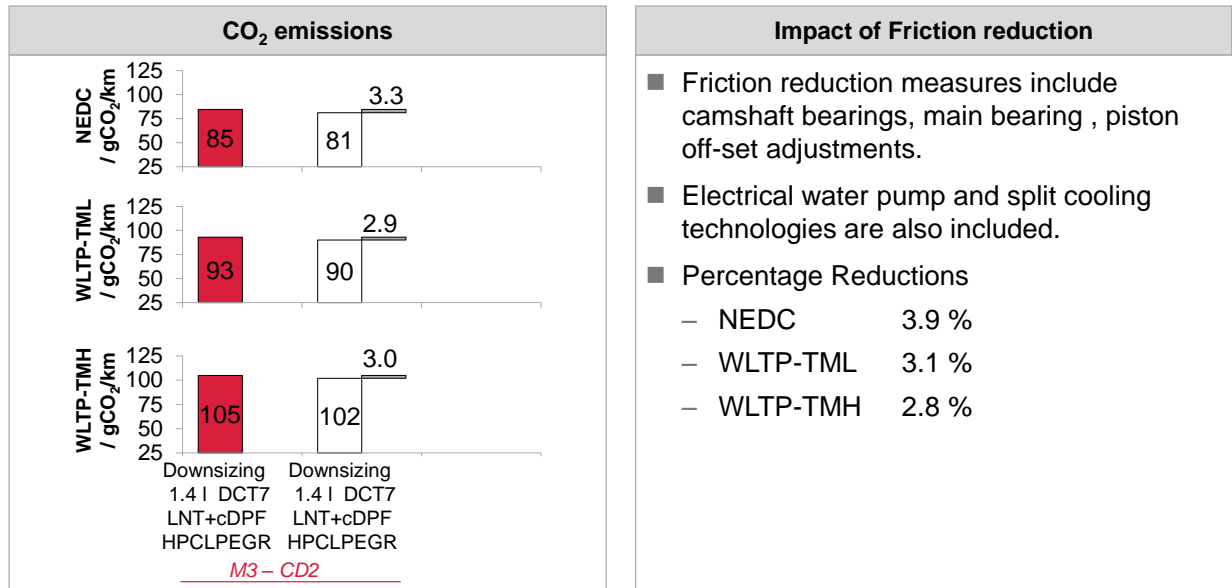 CO₂ emissions
NEDC
/ gCO₂/km
125
100
75
50
25
85
81
3.3
WLTP-TML
/ gCO₂/km
125
100
75
50
25
93
90
2.9
WLTP-TMH
/ gCO₂/km
125
100
75
50
25
105
102
3.0
Downsizing
1.4 l DCT7
LNT+cDPF
HPCLPEGR
Downsizing
1.4 l DCT7
LNT+cDPF
HPCLPEGR
M3 – CD2
Impact of Friction reduction
■ Friction reduction measures include
camshaft bearings, main bearing , piston
off-set adjustments.
■ Electrical water pump and split cooling
technologies are also included.
■ Percentage Reductions
– NEDC 3.9 %
– WLTP-TML 3.1 %
– WLTP-TMH 2.8 %